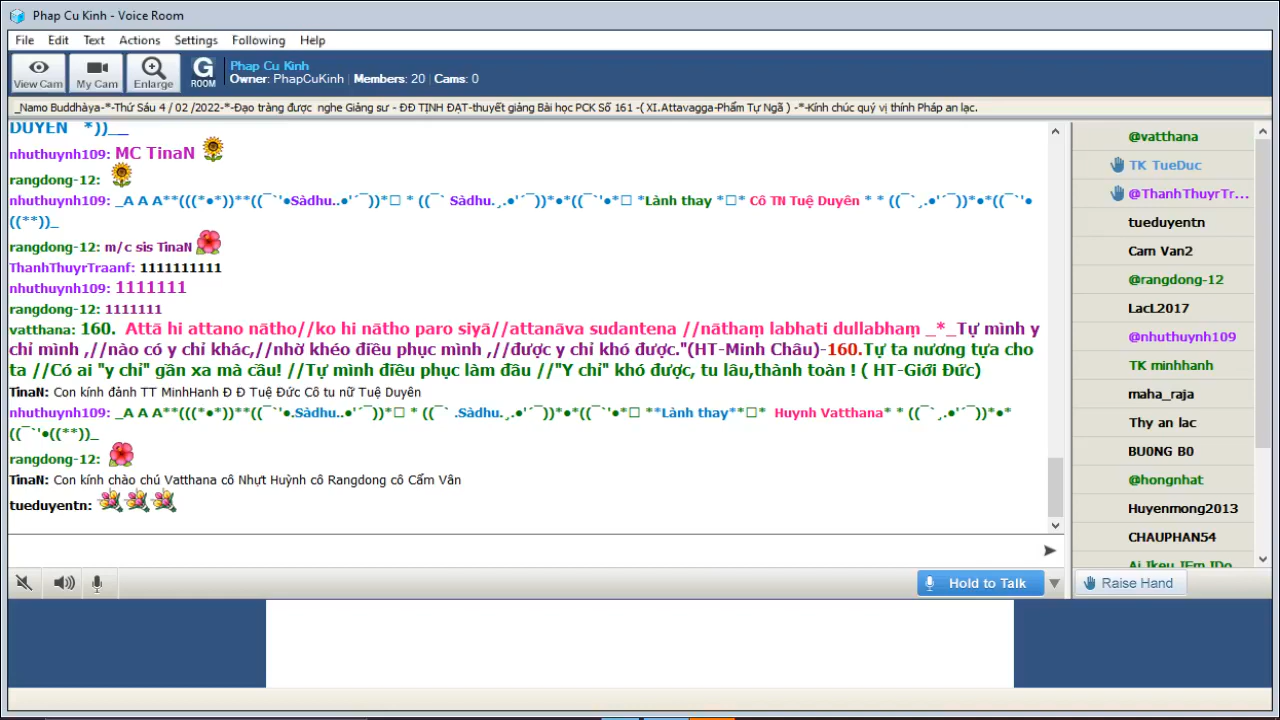 Phap Cu Kinh - Voice Room
File Edit Text Actions Settings Following Help
View Cam My Cam Enlarge G ROOM
Phap Cu Kinh
Owner: PhapCuKinh Members: 20 Cams: 0
_Namo Buddhàya-*-Thứ Sáu 4 / 02 /2022-*-Đạo tràng được nghe Giảng sư - ĐĐ TỊNH ĐẠT-thuyết giảng Bài học PCK Số 161 -( XI.Attavagga-Phẩm Tự Ngã ) -*-Kính chúc quý vị thính Pháp an lạc.
DUYÊN *))__
nhuthuynh109: MC TinaN
rangdong-12:
nhuthuynh109: _A A A**(((*●*))**((¯`'●Sàdhu..●'´¯))*□ * ((¯` Sàdhu.¸.●'´¯))*●*((¯`'●*□ *Lành thay *□* Cô TN Tuệ Duyên * * ((¯`¸.●'´¯))*●*((¯`'●
((**))_
rangdong-12: m/c sis TinaN
ThanhThuyrTraanf: 1111111111
nhuthuynh109: 1111111
rangdong-12: 1111111
vatthana: 160. Attā hi attano nātho//ko hi nātho paro siyā//attanāva sudantena //nāthaṃ labhati dullabhaṃ _*_Tự mình y
chỉ mình ,//nào có y chỉ khác,//nhờ khéo điều phục mình ,//được y chỉ khó được."(HT-Minh Châu)-160.Tự ta nương tựa cho
ta //Có ai "y chỉ" gần xa mà cầu! //Tự mình điều phục làm đầu //"Y chỉ" khó được, tu lâu,thành toàn ! ( HT-Giới Đức)
TinaN: Con kính đảnh TT MinhHanh Đ Đ Tuệ Đức Cô tu nữ Tuệ Duyên
nhuthuynh109: _A A A**(((*●*))**((¯`'●.Sàdhu..●'´¯))*□ * ((¯` .Sàdhu.¸.●'´¯))*●*((¯`'●*□ **Lành thay**□* Huynh Vatthana* * ((¯`¸.●'´¯))*●*
((¯`'●((**))_
rangdong-12:
TinaN: Con kính chào chú Vatthana cô Nhựt Huỳnh cô Rangdong cô Cẩm Vân
tueduyentn:
Hold to Talk
@vatthana
TK TueDuc
@ThanhThuyrTr...
tueduyentn
Cam Van2
@rangdong-12
LacL2017
@nhuthuynh109
TK minhhanh
maha_raja
Thy an lac
BU0NG B0
@hongnhat
Huyenmong2013
CHAUPHAN54
Raise Hand